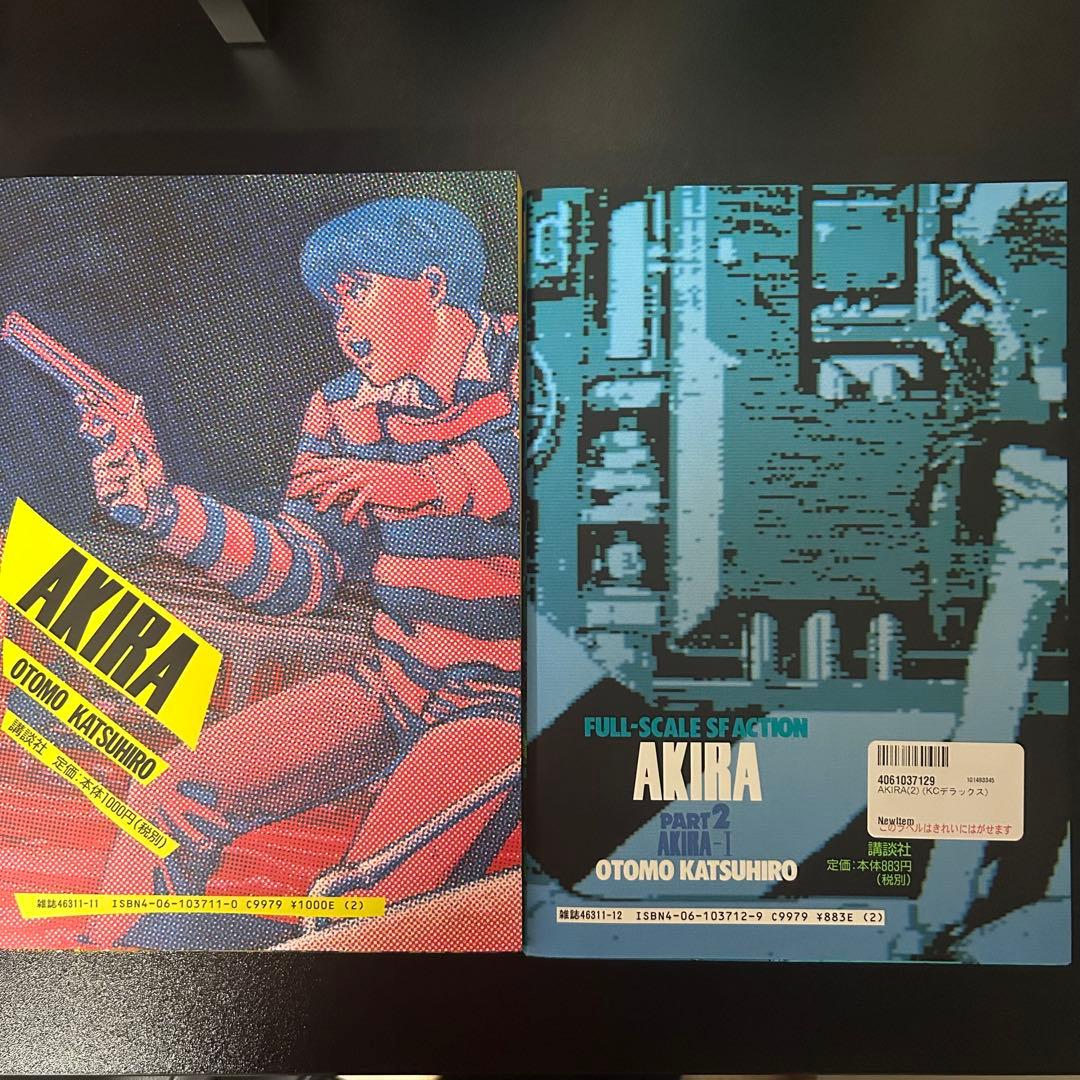 AKIRA
OTOMO KATSUHIRO
講談社 定価:本体1000円(税別)
雑誌46311-11 ISBN4-06-103711-0 C9979 ¥1000E (2)
FULL-SCALE SF ACTION
AKIRA
PART 2
AKIRA-I
OTOMO KATSUHIRO
4061037129 101493345
AKIRA(2) (KCデラックス)
NewItem
このラベルはきれいにはがせます
講談社
定価:本体883円
(税別)
雑誌46311-12 ISBN4-06-103712-9 C9979 ¥883E (2)